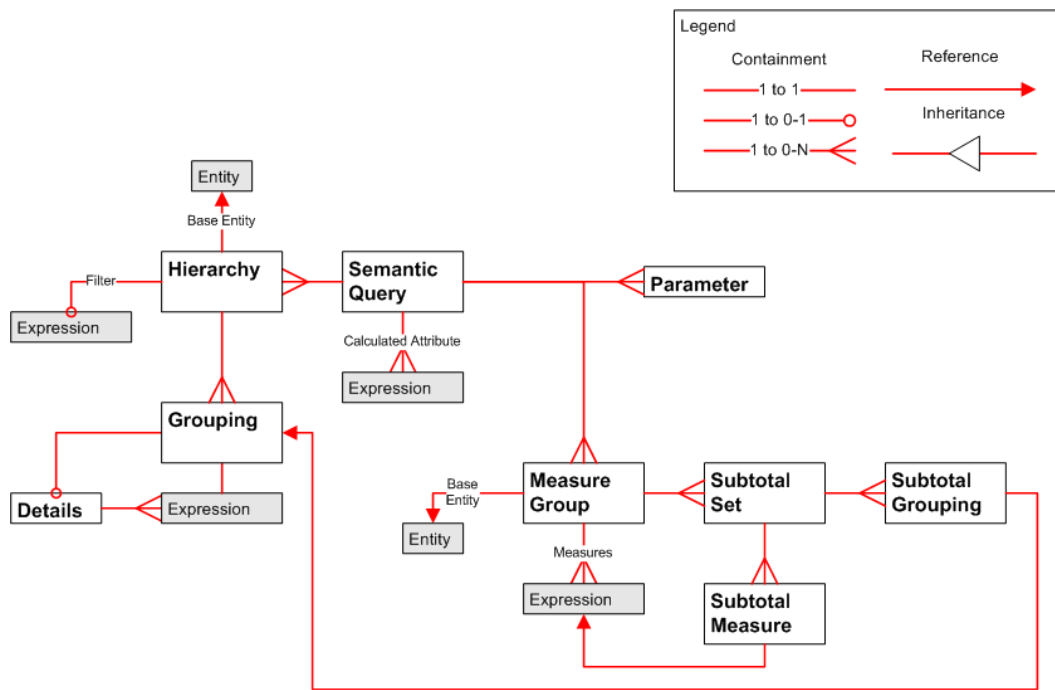 Legend
Containment
Reference
1 to 1
1 to 0-1
Inheritance
1 to 0-N
Entity
Base Entity
Hierarchy
Semantic
Query
Parameter
Filter
Expression
Calculated Attribute
Expression
Grouping
Details
Expression
Base
Entity
Measure
Group
Subtotal
Set
Subtotal
Grouping
Entity
Measures
Expression
Subtotal
Measure